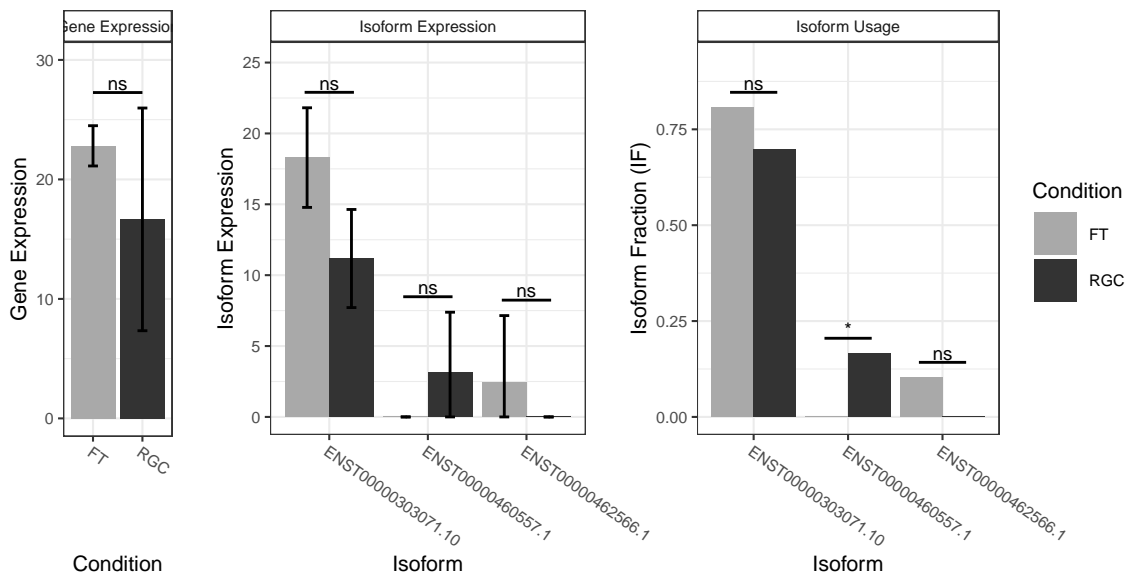 Gene Expression
Gene Expression
30
20
10
0
ns
FT
RGC
Condition
Isoform Expression
Isoform Expression
25
20
15
10
5
0
ns
ns
ns
ENST00000303071.10
ENST00000460557.1
ENST00000462566.1
Isoform
Isoform Usage
Isoform Fraction (IF)
0.75
0.50
0.25
0.00
ns
*
ns
ENST00000303071.10
ENST00000460557.1
ENST00000462566.1
Isoform
Condition
FT
RGC